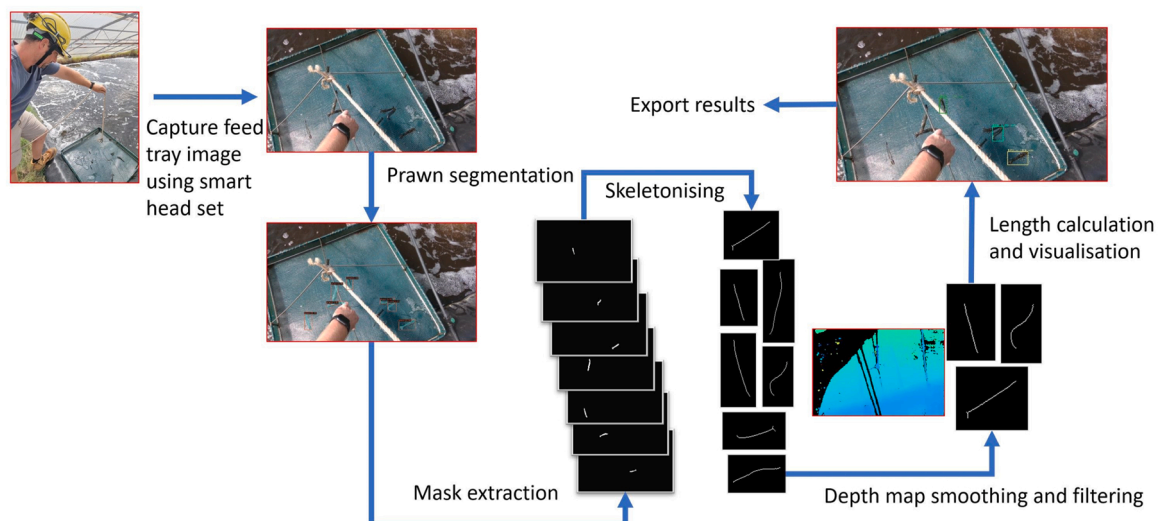 Capture feed
tray image
using smart
head set
Prawn segmentation
Mask extraction
Skeletonising
Depth map smoothing and filtering
Length calculation
and visualisation
Export results